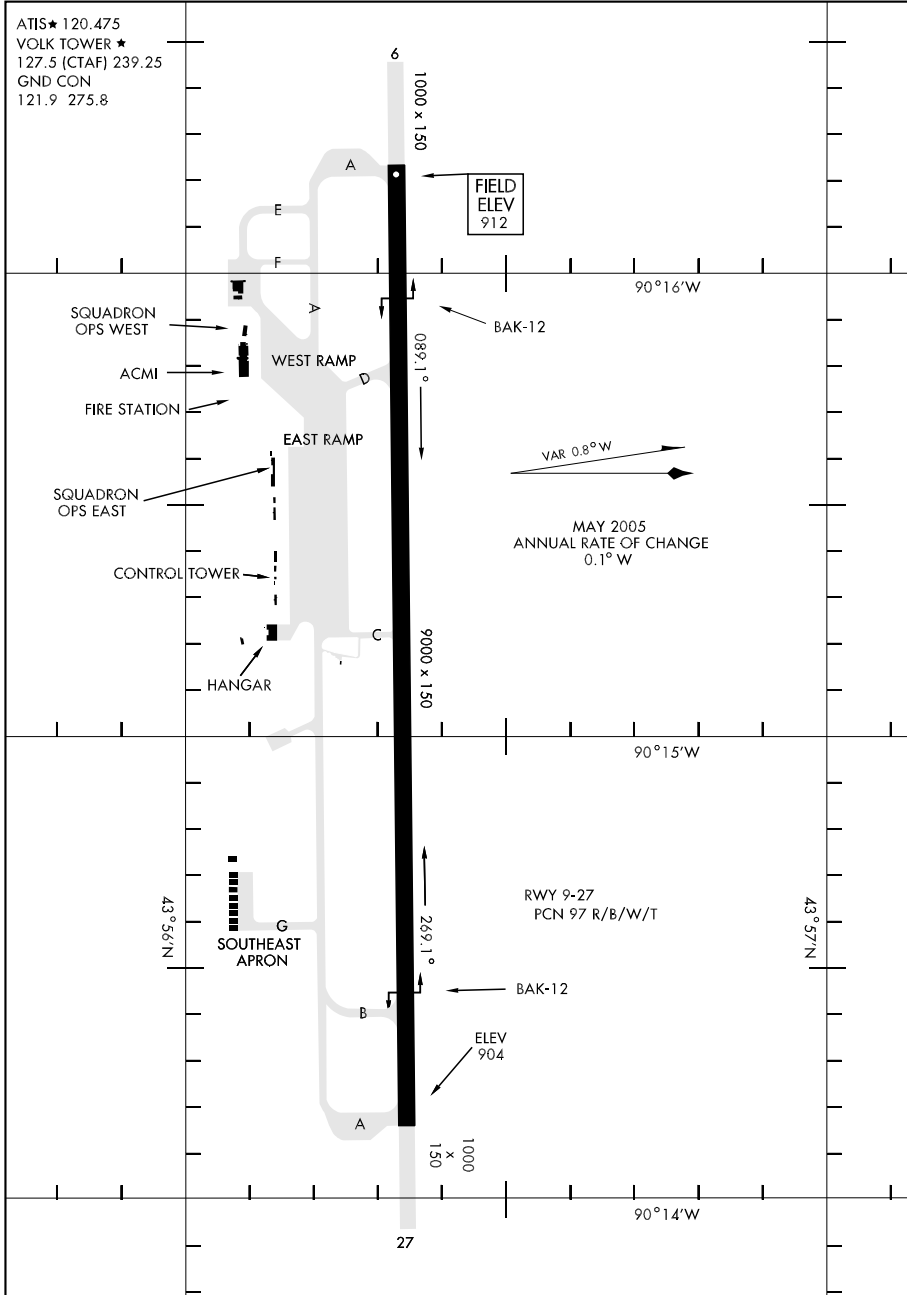 ATIS★ 120.475
VOLK TOWER ★
127.5 (CTAF) 239.25
GND CON
121.9 275.8
6
1000 x 150
A
FIELD
ELEV
912
E
F
90°16'W
A
BAK-12
SQUADRON
OPS WEST
WEST RAMP
089.1°
ACMI
D
FIRE STATION
EAST RAMP
VAR 0.8° W
SQUADRON
OPS EAST
MAY 2005
ANNUAL RATE OF CHANGE
0.1° W
CONTROL TOWER
C
9000 x 150
HANGAR
90°15'W
RWY 9-27
PCN 97 R/B/W/T
43°56'N
43°57'N
G
269.1°
SOUTHEAST
APRON
BAK-12
B
ELEV
904
A
1000
x
150
90°14'W
27